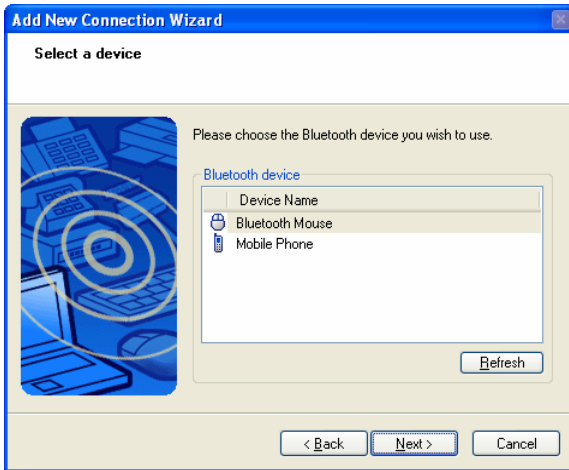 Add New Connection Wizard
Select a device
Please choose the Bluetooth device you wish to use.
Bluetooth device
Device Name
Bluetooth Mouse
Mobile Phone
Refresh
< Back Next > Cancel